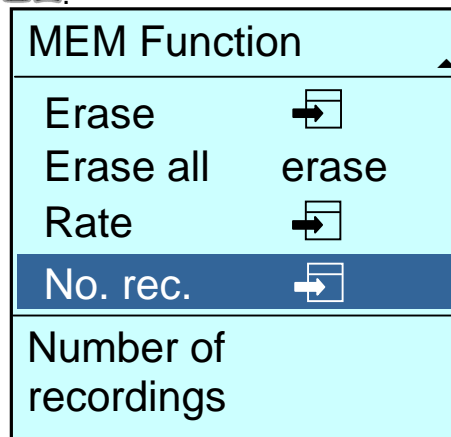 MEM Function
Erase
Erase all erase
Rate
No. rec.
Number of
recordings